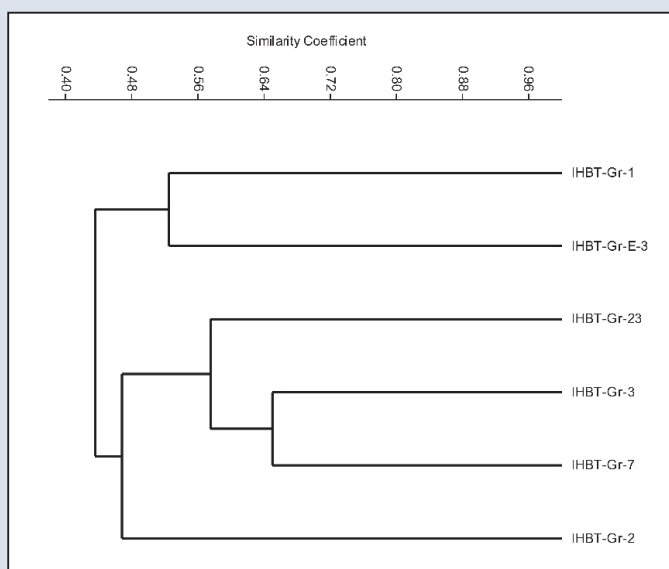 Similarity Coefficient
0.40 0.48 0.56 0.64 0.72 0.80 0.88 0.96
IHBT-Gr-1
IHBT-Gr-E-3
IHBT-Gr-23
IHBT-Gr-3
IHBT-Gr-7
IHBT-Gr-2